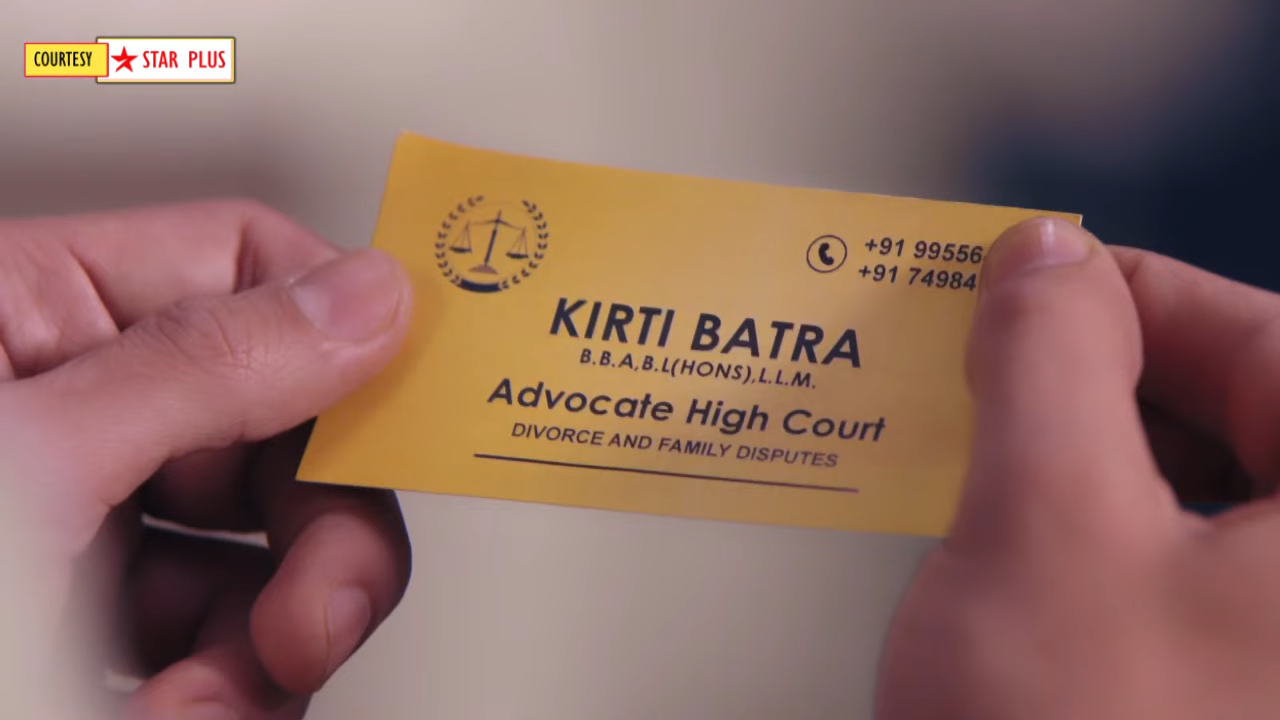 COURTESY STAR PLUS
+91 99556
+91 74984
KIRTI BATRA
B.B.A,B.L(HONS),L.L.M.
Advocate High Court
DIVORCE AND FAMILY DISPUTES